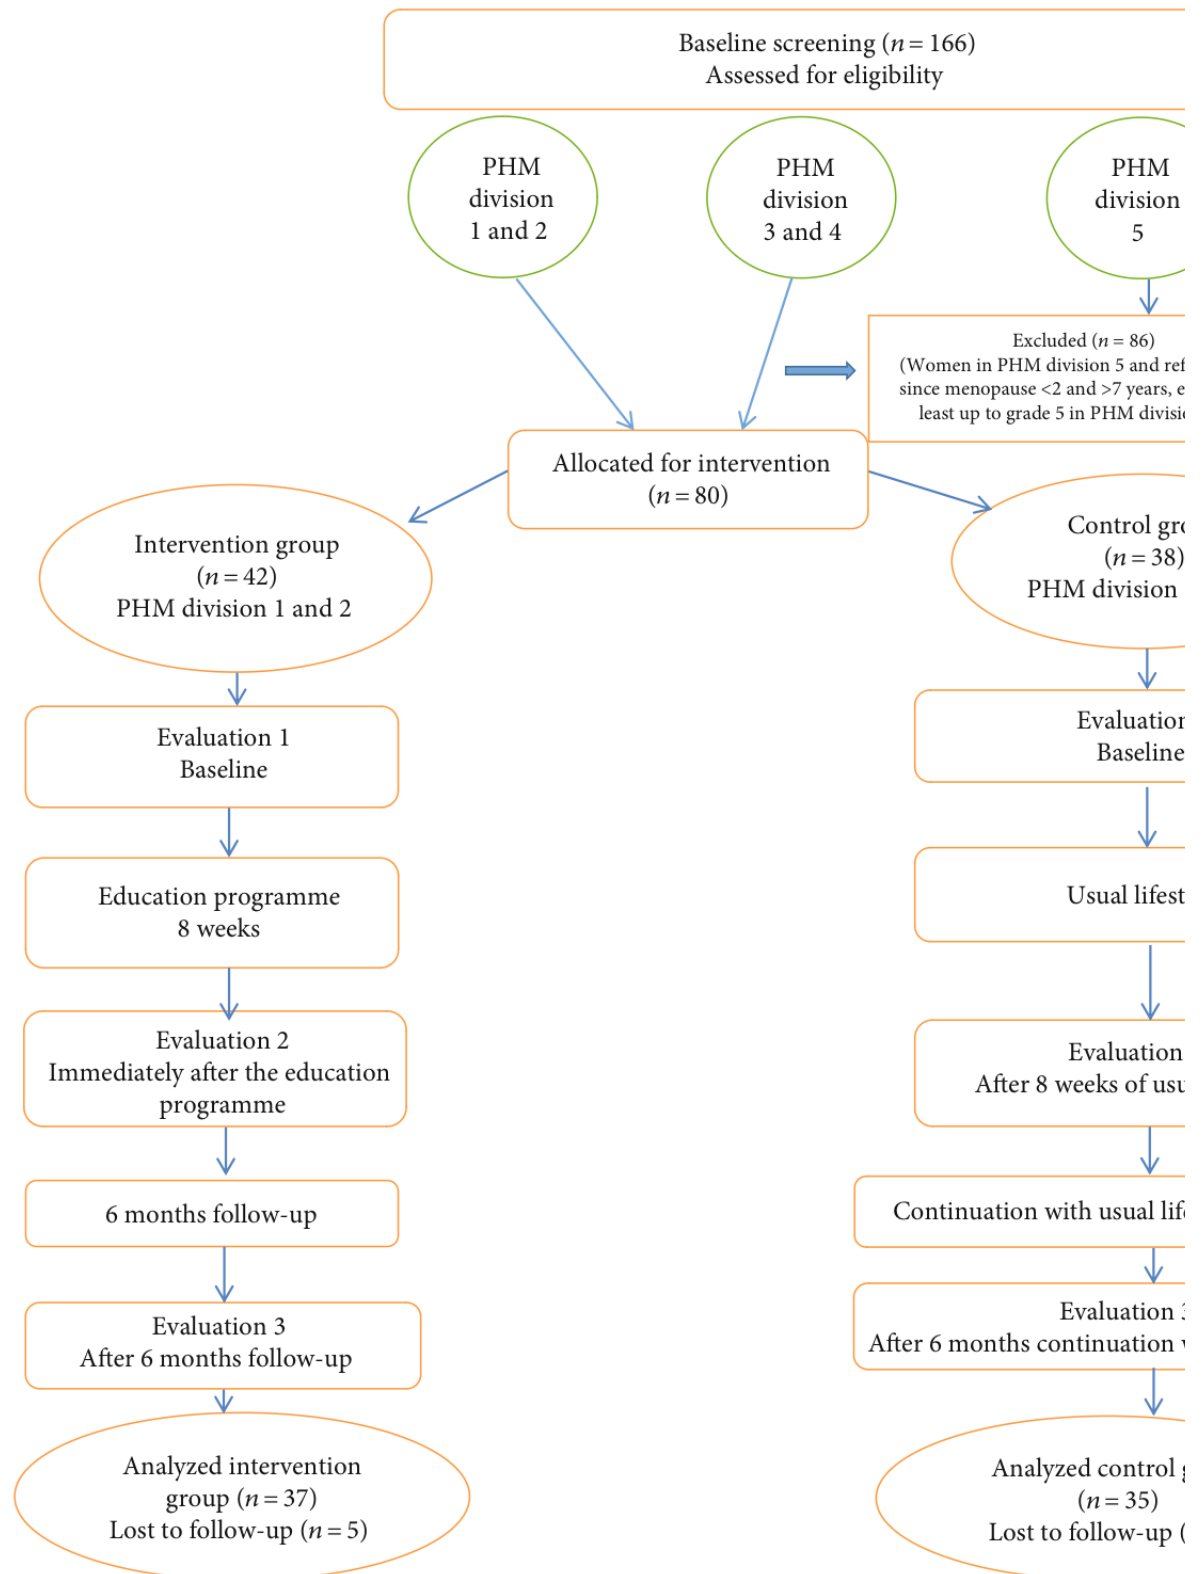 Baseline screening (n = 166)
Assessed for eligibility
PHM
division
1 and 2
PHM
division
3 and 4
PHM
division
5
Excluded (n = 86)
(Women in PHM division 5 and
since menopause <2 and >7 years,
least up to grade 5 in PHM
Allocated for intervention
(n = 80)
Intervention group
(n = 42)
PHM division 1 and 2
Control
(n = 38)
PHM division
Evaluation 1
Baseline
Evaluation
Baseline
Education programme
8 weeks
Usual
Evaluation 2
Immediately after the education
programme
Evaluation
After 8 weeks of
6 months follow-up
Continuation with usual
Evaluation 3
After 6 months follow-up
Evaluation 3
After 6 months continuation
Analyzed intervention
group (n = 37)
Lost to follow-up (n = 5)
Analyzed control
(n = 35)
Lost to follow-up (